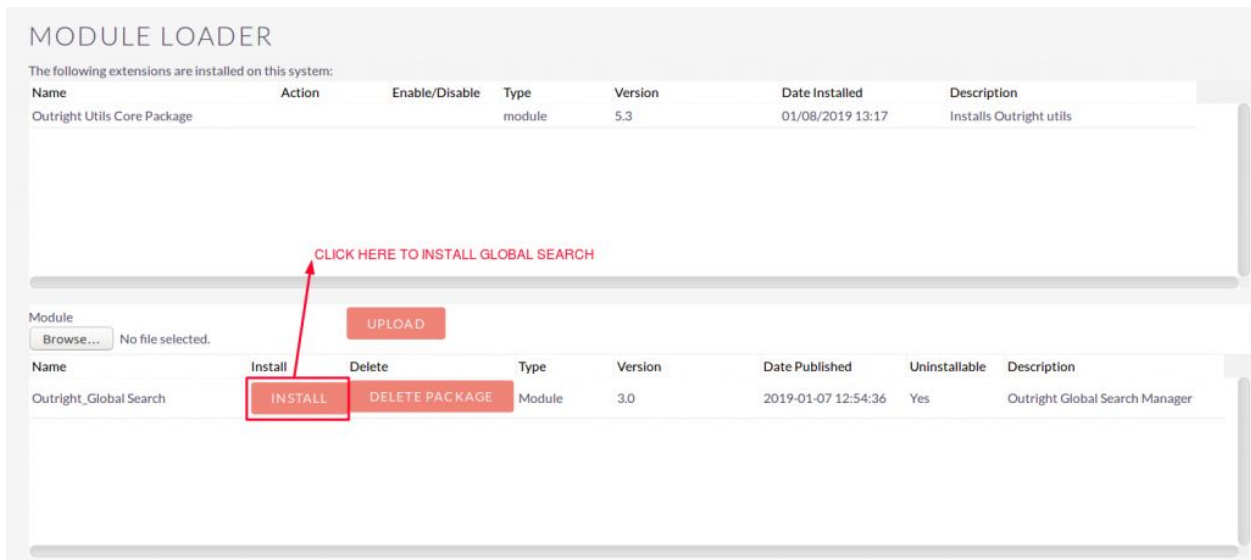 MODULE LOADER
The following extensions are installed on this system:
Name Action Enable/Disable Type Version Date Installed Description
Outright Utils Core Package module 5.3 01/08/2019 13:17 Installs Outright utils
CLICK HERE TO INSTALL GLOBAL SEARCH
Module
UPLOAD
Browse... No file selected.
Name Install Delete Type Version Date Published Uninstallable Description
Outright_Global Search INSTALL DELETE PACKAGE Module 3.0 2019-01-07 12:54:36 Yes Outright Global Search Manager